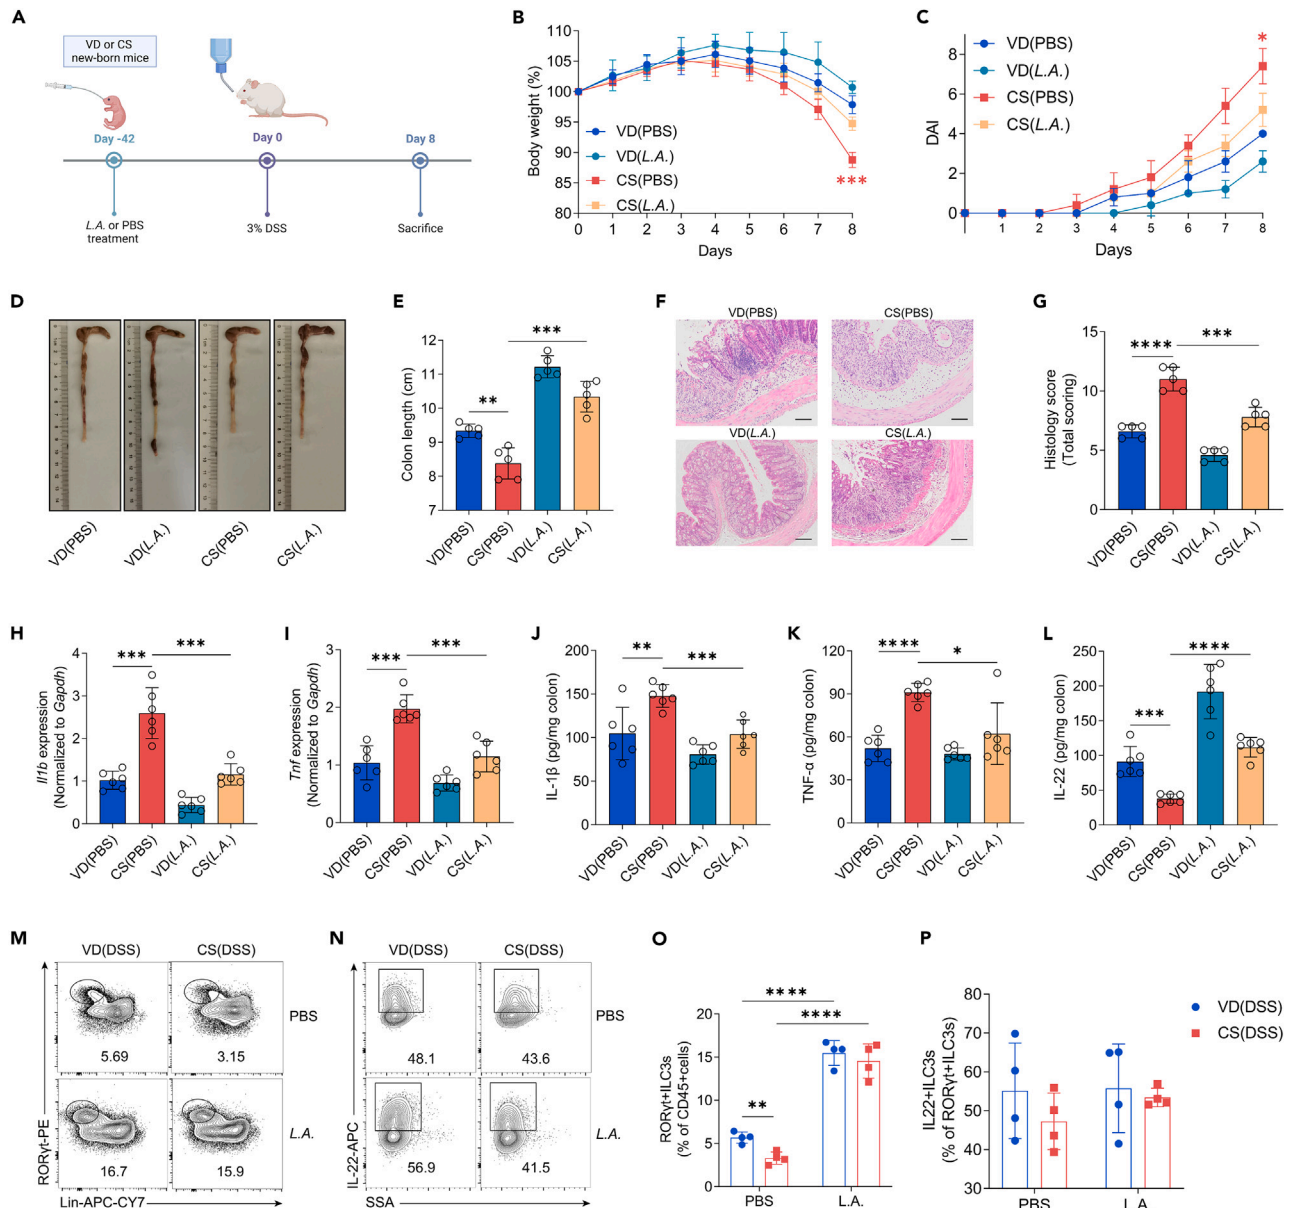 A
VD or CS
new-born mice
Day -42
Day 0
Day 8
L.A. or PBS
treatment
3% DSS
Sacrifice
B
Body weight (%)
110
105
100
95
90
85
80
VD(PBS)
VD(L.A.)
CS(PBS)
CS(L.A.)
***
0 1 2 3 4 5 6 7 8
Days
C
DAI
8
6
4
2
0
VD(PBS)
VD(L.A.)
CS(PBS)
CS(L.A.)
*
1 2 3 4 5 6 7 8
Days
D
VD(PBS)
VD(L.A.)
CS(PBS)
CS(L.A.)
E
Colon length (cm)
12
11
10
9
8
7
**
***
VD(PBS)
CS(PBS)
VD(L.A.)
CS(L.A.)
F
VD(PBS)
CS(PBS)
VD(L.A.)
CS(L.A.)
G
Histology score
(Total scoring)
15
10
5
0
****
***
VD(PBS)
CS(PBS)
VD(L.A.)
CS(L.A.)
H
Il1b expression
(Normalized to Gapdh)
4
3
2
1
0
***
***
VD(PBS)
CS(PBS)
VD(L.A.)
CS(L.A.)
I
Tnf expression
(Normalized to Gapdh)
3
2
1
0
***
***
VD(PBS)
CS(PBS)
VD(L.A.)
CS(L.A.)
J
IL-1β (pg/mg colon)
200
150
100
50
0
**
***
VD(PBS)
CS(PBS)
VD(L.A.)
CS(L.A.)
K
TNF-α (pg/mg colon)
120
90
60
30
0
****
*
VD(PBS)
CS(PBS)
VD(L.A.)
CS(L.A.)
L
IL-22 (pg/mg colon)
250
200
150
100
50
0
***
****
VD(PBS)
CS(PBS)
VD(L.A.)
CS(L.A.)
M
VD(DSS)
CS(DSS)
5.69
3.15
PBS
16.7
15.9
L.A.
RORγt-PE
Lin-APC-CY7
N
VD(DSS)
CS(DSS)
48.1
43.6
PBS
56.9
41.5
L.A.
IL-22-APC
SSA
O
RORγt+ILC3s
(% of CD45+cells)
20
15
10
5
0
****
****
**
PBS
L.A.
P
IL22+ILC3s
(% of RORγt+ILC3s)
80
70
60
50
40
30
PBS
L.A.
VD(DSS)
CS(DSS)